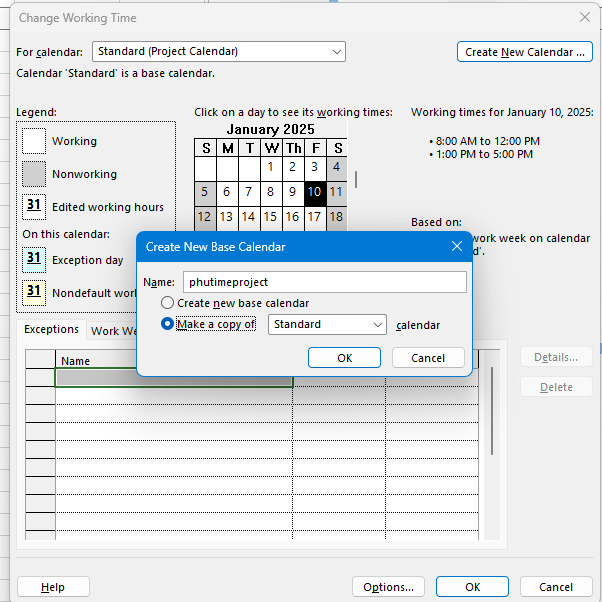 Change Working Time
For calendar: Standard (Project Calendar) Create New Calendar ...
Calendar 'Standard' is a base calendar.
Legend: Click on a day to see its working times: Working times for January 10, 2025:
Working
Nonworking
31 Edited working hours
On this calendar:
31 Exception day
31 Nondefault work
January 2025
S M T W Th F S
1 2 3 4
5 6 7 8 9 10 11
12 13 14 15 16 17 18
• 8:00 AM to 12:00 PM
• 1:00 PM to 5:00 PM
Based on:
work week on calendar
Create New Base Calendar
Name: phutimeproject
Create new base calendar
Make a copy of Standard calendar
OK Cancel
Exceptions Work We
Name
Details...
Delete
Help Options... OK Cancel